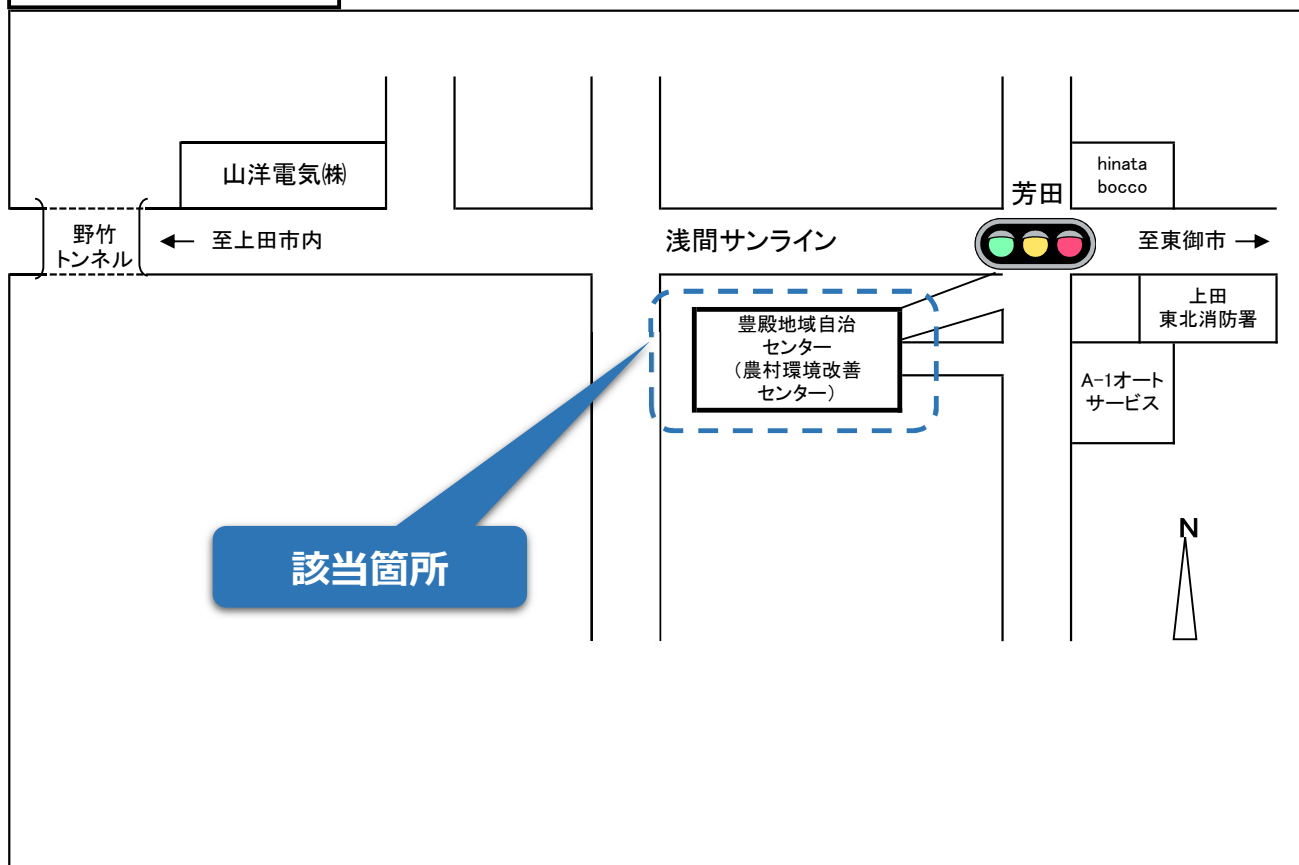 山洋電気㈱
hinata
bocco
芳田
野竹
トンネル
← 至上田市内
浅間サンライン
至東御市 →
上田
東北消防署
豊殿地域自治
センター
(農村環境改善
センター)
A-1オート
サービス
該当箇所
N